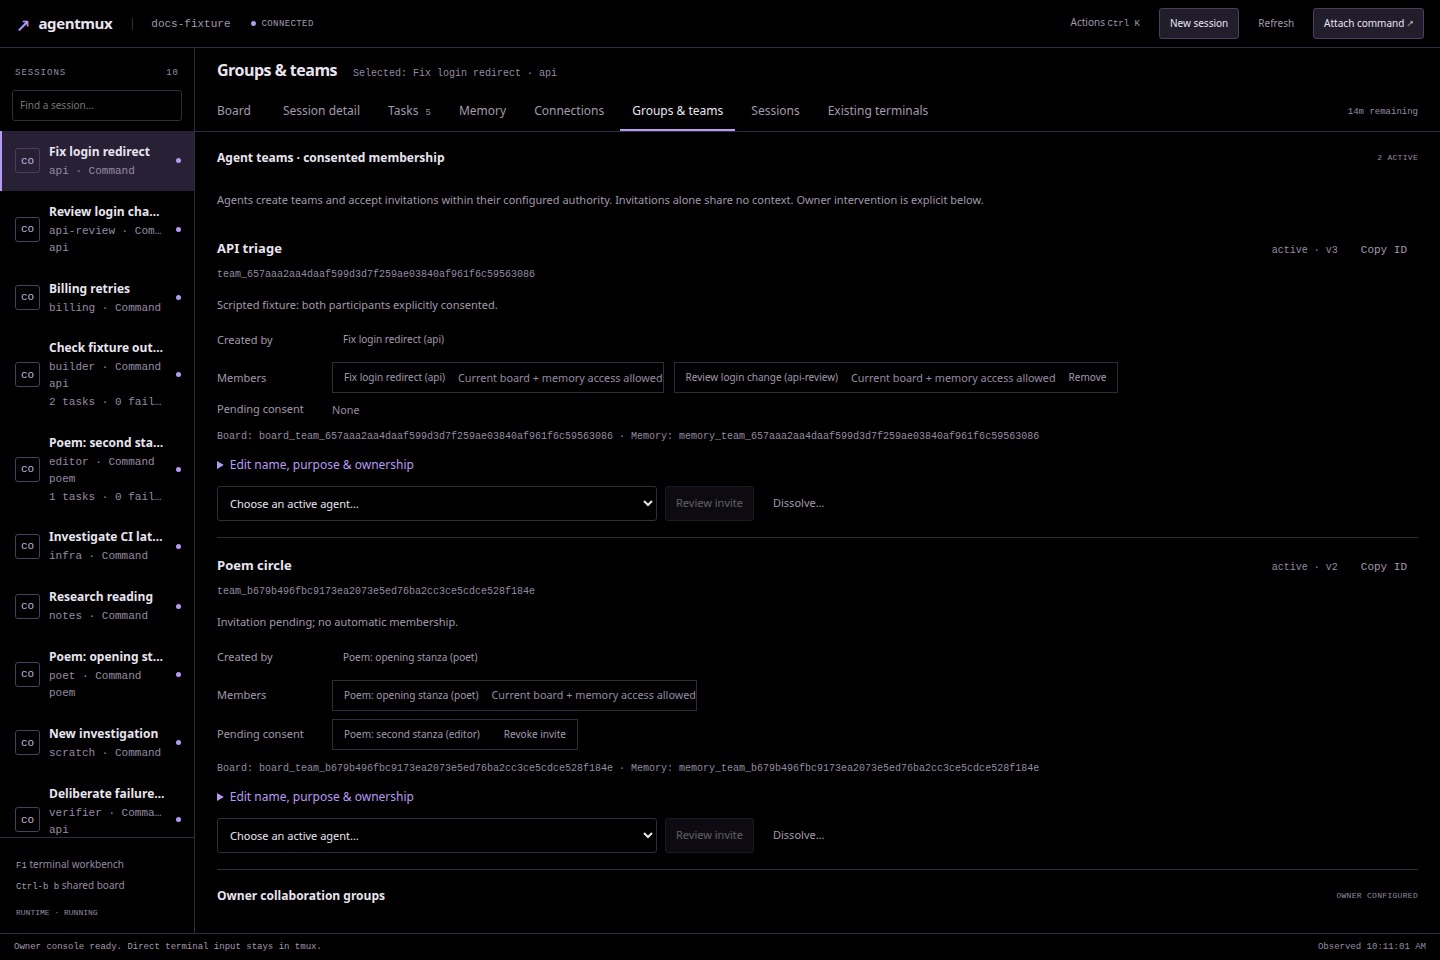 ↗ agentmux docs-fixture CONNECTED Actions Ctrl K New session Refresh Attach command ↗
SESSIONS 10
Find a session...
CO Fix login redirect
api · Command
CO Review login cha…
api-review · Com…
api
CO Billing retries
billing · Command
CO Check fixture out…
builder · Command
api
2 tasks · 0 fail…
CO Poem: second sta…
editor · Command
poem
1 tasks · 0 fail…
CO Investigate CI lat…
infra · Command
CO Research reading
notes · Command
CO Poem: opening st…
poet · Command
poem
CO New investigation
scratch · Command
CO Deliberate failure…
verifier · Comma…
api
F1 terminal workbench
Ctrl-b b shared board
RUNTIME · RUNNING
Groups & teams Selected: Fix login redirect · api
Board Session detail Tasks 5 Memory Connections Groups & teams Sessions Existing terminals 14m remaining
Agent teams · consented membership 2 ACTIVE
Agents create teams and accept invitations within their configured authority. Invitations alone share no context. Owner intervention is explicit below.
API triage active · v3 Copy ID
team_657aaa2aa4daaf599d3d7f259ae03840af961f6c59563086
Scripted fixture: both participants explicitly consented.
Created by Fix login redirect (api)
Members Fix login redirect (api) Current board + memory access allowed Review login change (api-review) Current board + memory access allowed Remove
Pending consent None
Board: board_team_657aaa2aa4daaf599d3d7f259ae03840af961f6c59563086 · Memory: memory_team_657aaa2aa4daaf599d3d7f259ae03840af961f6c59563086
▶ Edit name, purpose & ownership
Choose an active agent... Review invite Dissolve...
Poem circle active · v2 Copy ID
team_b679b496fbc9173ea2073e5ed76ba2cc3ce5cdce528f184e
Invitation pending; no automatic membership.
Created by Poem: opening stanza (poet)
Members Poem: opening stanza (poet) Current board + memory access allowed
Pending consent Poem: second stanza (editor) Revoke invite
Board: board_team_b679b496fbc9173ea2073e5ed76ba2cc3ce5cdce528f184e · Memory: memory_team_b679b496fbc9173ea2073e5ed76ba2cc3ce5cdce528f184e
▶ Edit name, purpose & ownership
Choose an active agent... Review invite Dissolve...
Owner collaboration groups OWNER CONFIGURED
Owner console ready. Direct terminal input stays in tmux. Observed 10:11:01 AM